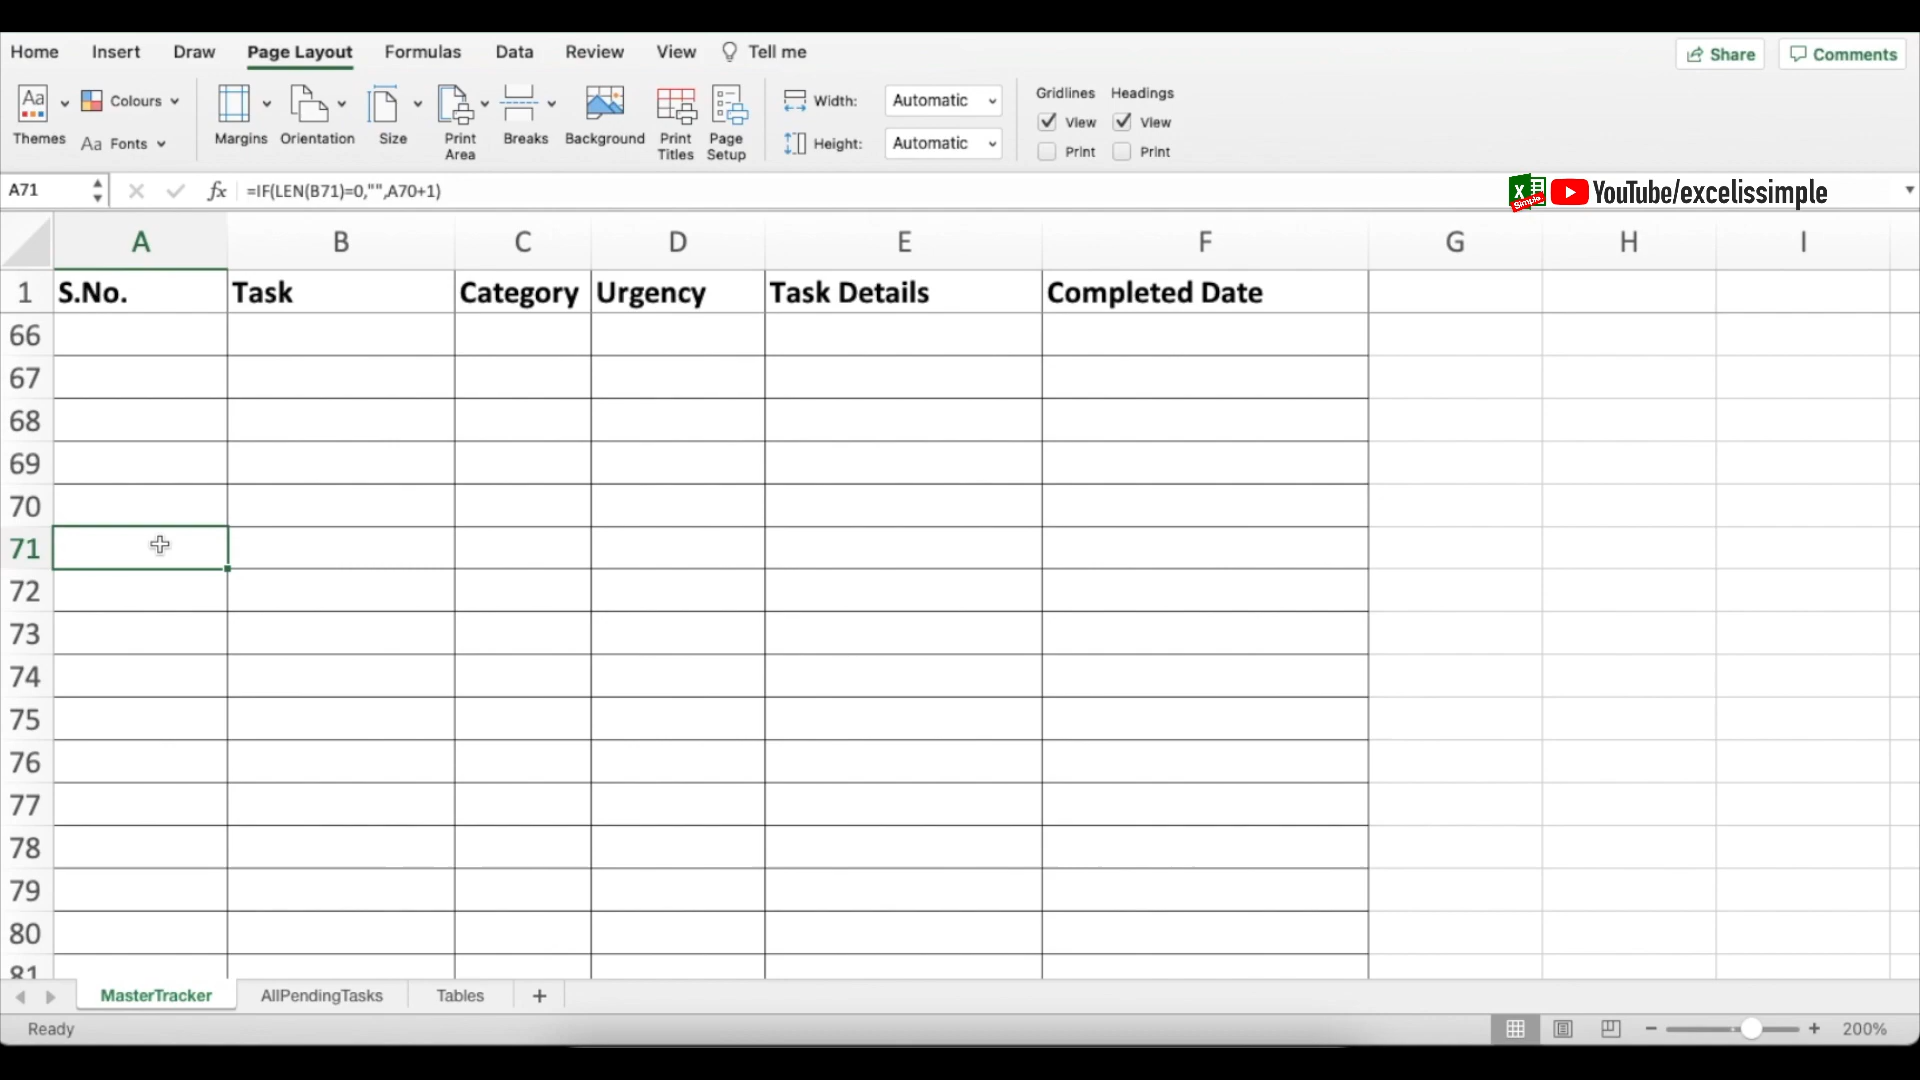 Home Insert Draw Page Layout Formulas Data Review View Tell me Share Comments
Aa Colours Width: Automatic Gridlines Headings
View View
Themes Aa Fonts Margins Orientation Size Print Area Breaks Background Print Titles Page Setup Height: Automatic Print Print
A71 fx =IF(LEN(B71)=0,"",A70+1) X Simple YouTube/excelissimple
A B C D E F G H I
1 S.No. Task Category Urgency Task Details Completed Date
66
67
68
69
70
71
72
73
74
75
76
77
78
79
80
81
MasterTracker AllPendingTasks Tables +
Ready 200%